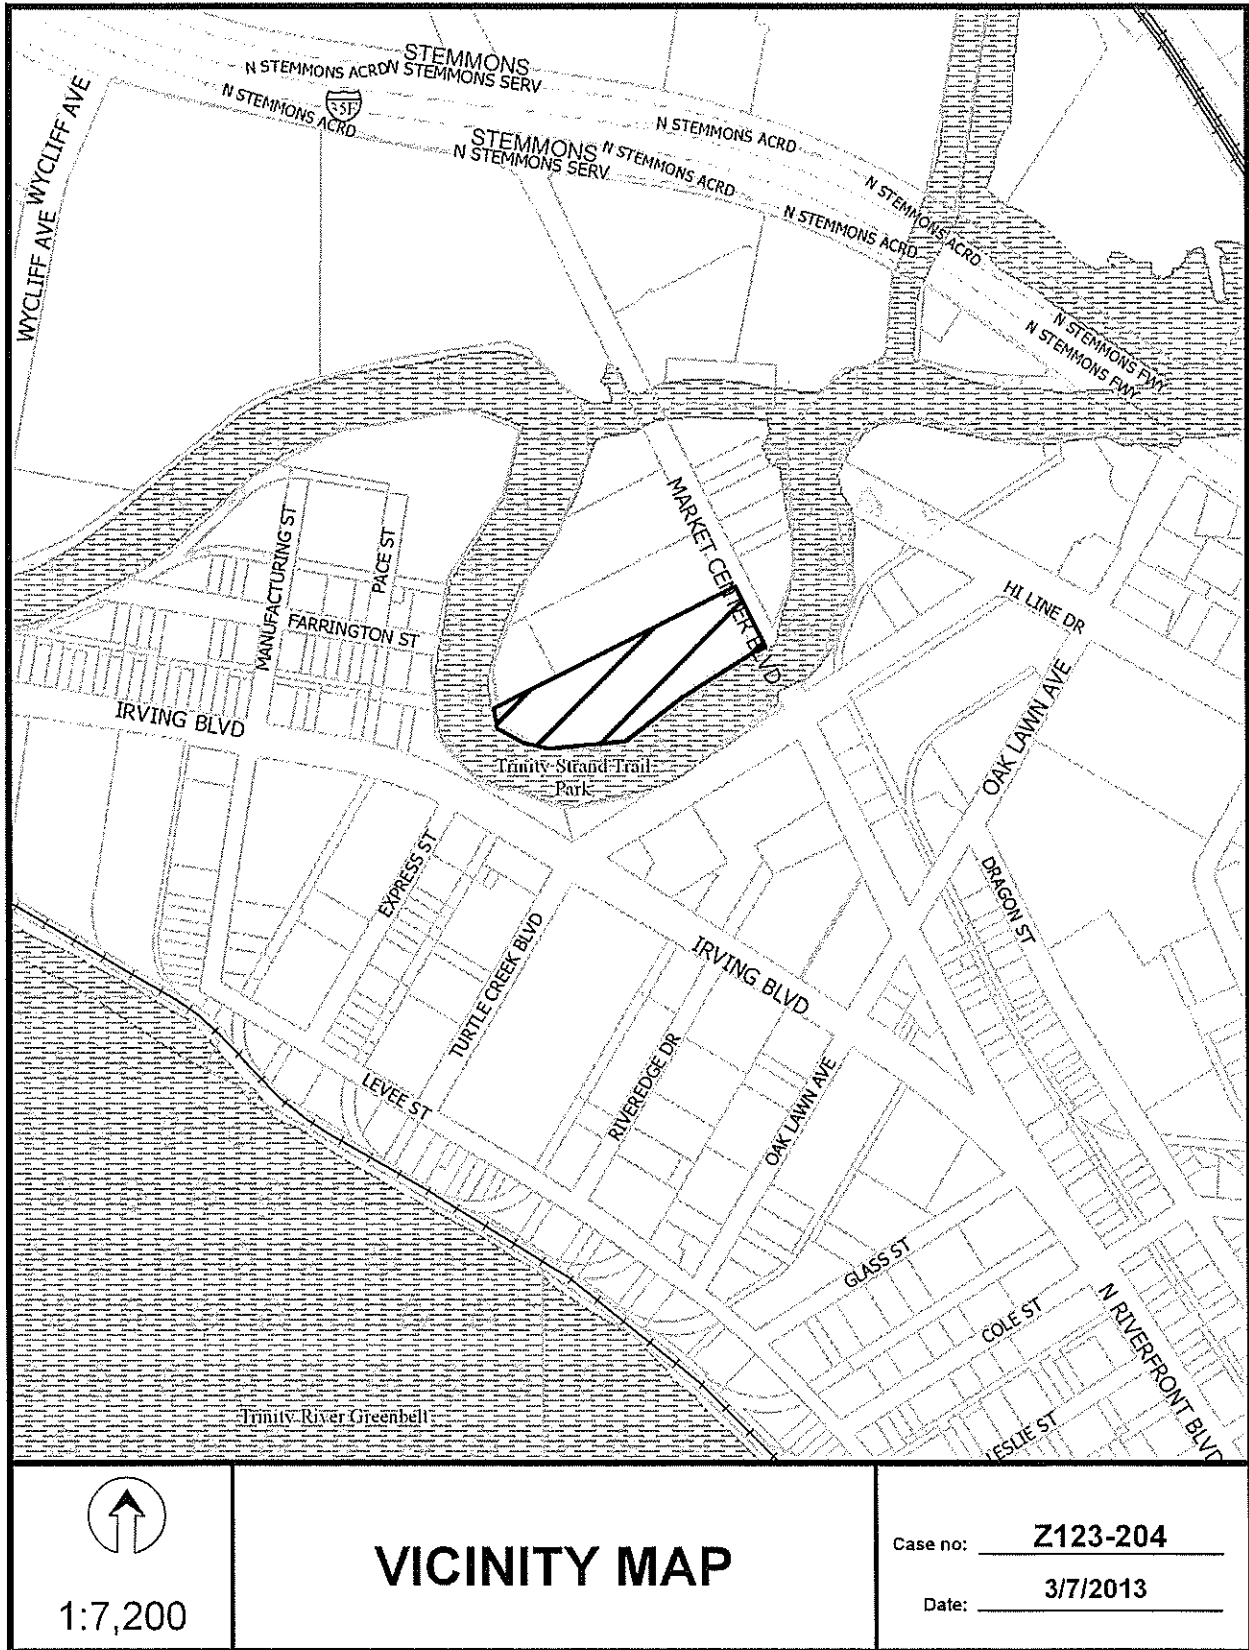 STEMMONS
N STEMMONS ACRD
N STEMMONS SERV
N STEMMONS ACRD
35E
STEMMONS
N STEMMONS SERV
N STEMMONS ACRD
N STEMMONS ACRD
N STEMMONS ACRD
N STEMMONS ACRD
N STEMMONS FWY
N STEMMONS FWY
WYCLIFF AVE
WYCLIFF AVE
MARKET CENTER BLVD
MANUFACTURING ST
PACE ST
FARRINGTON ST
IRVING BLVD
HI LINE DR
OAK LAWN AVE
Trinity Strand Trail
Park
EXPRESS ST
TURTLE CREEK BLVD
DRAGON ST
IRVING BLVD
RIVEREDGE DR
OAK LAWN AVE
LEVEE ST
GLASS ST
COLE ST
N RIVERFRONT BLVD
LESLIE ST
Trinity River Greenbelt
1:7,200
VICINITY MAP
Case no: Z123-204
Date: 3/7/2013